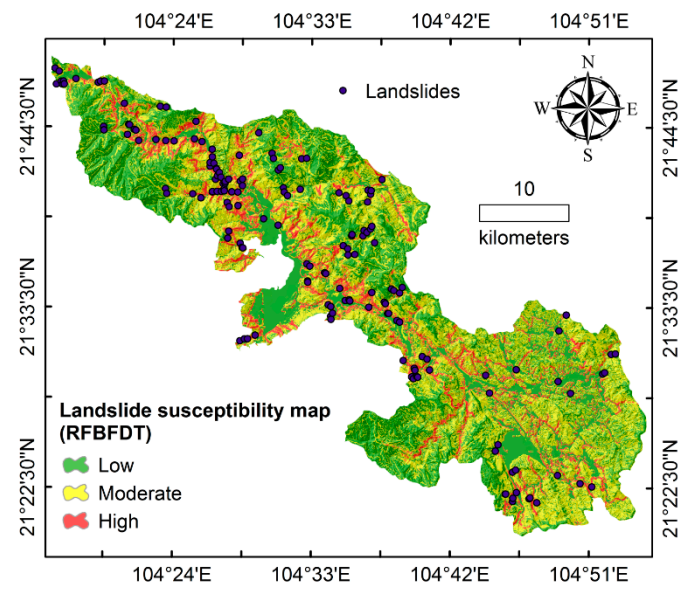 104°24'E 104°33'E 104°42'E 104°51'E
Landslides
N
W E
S
21°44'30"N 21°44'30"N
10
kilometers
21°33'30"N 21°33'30"N
Landslide susceptibility map
(RFBFDT)
Low
Moderate
High
21°22'30"N 21°22'30"N
104°24'E 104°33'E 104°42'E 104°51'E